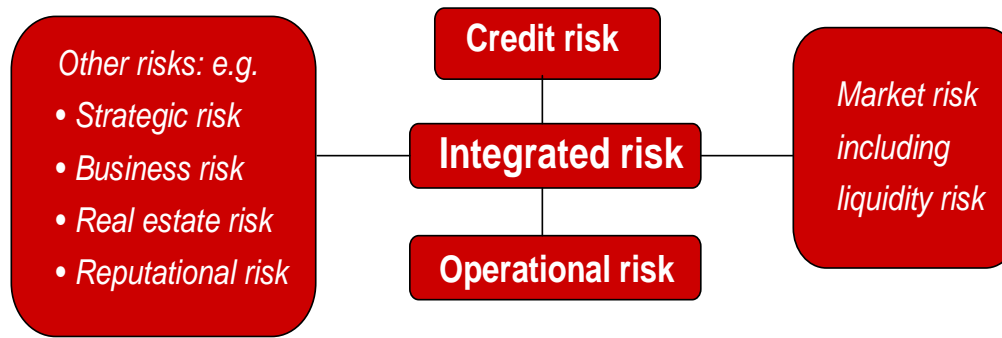 Other risks: e.g.
• Strategic risk
• Business risk
• Real estate risk
• Reputational risk
Credit risk
Integrated risk
Operational risk
Market risk
including
liquidity risk